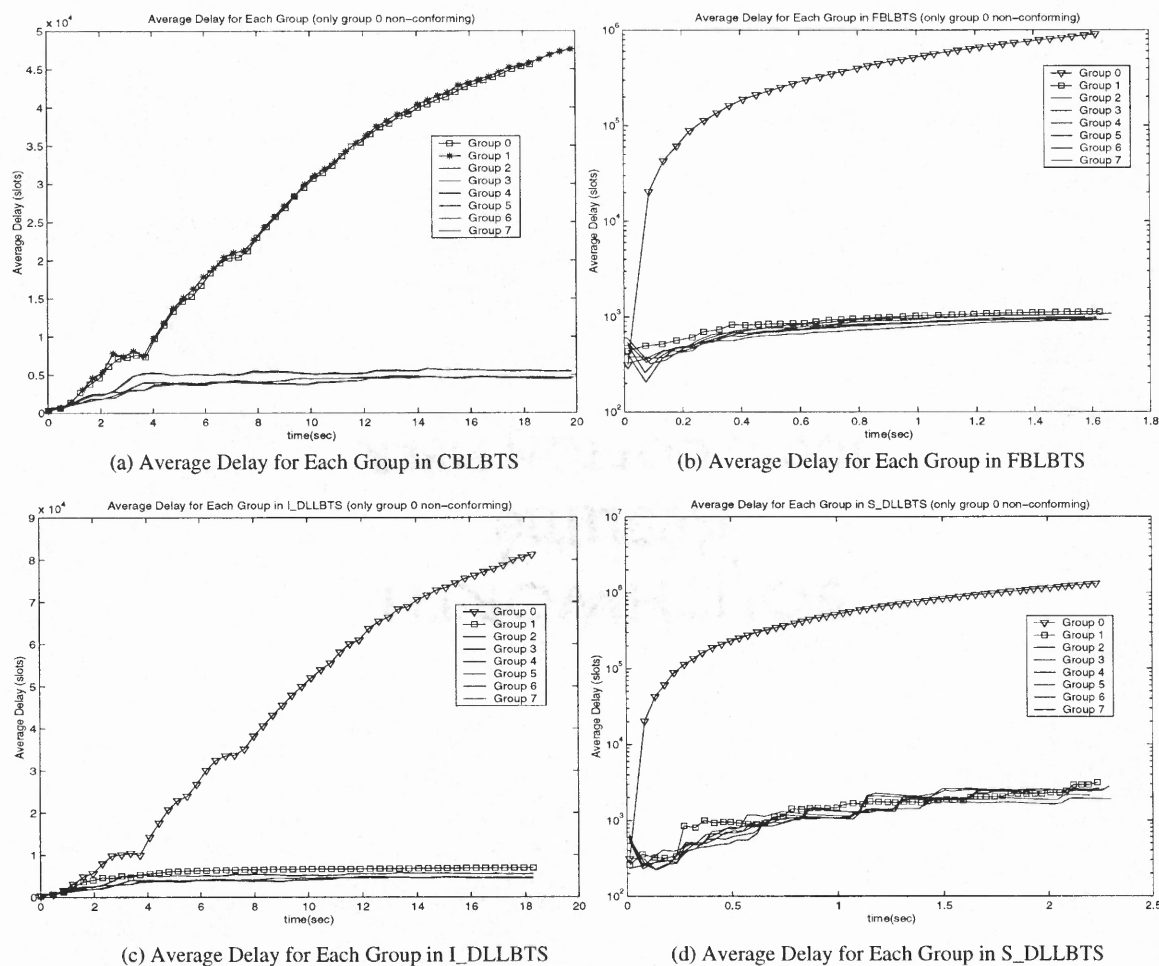 Average Delay for Each Group (only group 0 non−conforming)
x 10^4
5
4.5
4
3.5
3
2.5
2
1.5
1
0.5
0
Average Delay (slots)
Group 0
Group 1
Group 2
Group 3
Group 4
Group 5
Group 6
Group 7
0 2 4 6 8 10 12 14 16 18 20
time(sec)
(a) Average Delay for Each Group in CBLBTS
Average Delay for Each Group in FBLBTS (only group 0 non−conforming)
10^6
10^5
10^4
10^3
10^2
Average Delay (slots)
Group 0
Group 1
Group 2
Group 3
Group 4
Group 5
Group 6
Group 7
0 0.2 0.4 0.6 0.8 1 1.2 1.4 1.6 1.8
time(sec)
(b) Average Delay for Each Group in FBLBTS
Average Delay for Each Group in I_DLLBTS (only group 0 non−conforming)
x 10^4
9
8
7
6
5
4
3
2
1
0
Average Delay (slots)
Group 0
Group 1
Group 2
Group 3
Group 4
Group 5
Group 6
Group 7
0 2 4 6 8 10 12 14 16 18 20
time(sec)
(c) Average Delay for Each Group in I_DLLBTS
Average Delay for Each Group in S_DLLBTS (only group 0 non−conforming)
10^7
10^6
10^5
10^4
10^3
10^2
Average Delay (slots)
Group 0
Group 1
Group 2
Group 3
Group 4
Group 5
Group 6
Group 7
0 0.5 1 1.5 2 2.5
time(sec)
(d) Average Delay for Each Group in S_DLLBTS